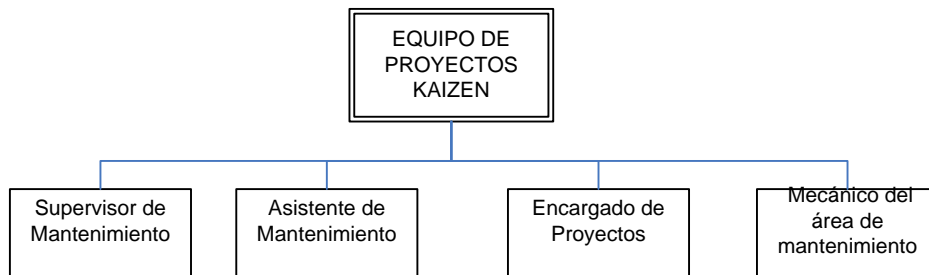 EQUIPO DE
PROYECTOS
KAIZEN
Supervisor de
Mantenimiento
Asistente de
Mantenimiento
Encargado de
Proyectos
Mecánico del
área de
mantenimiento